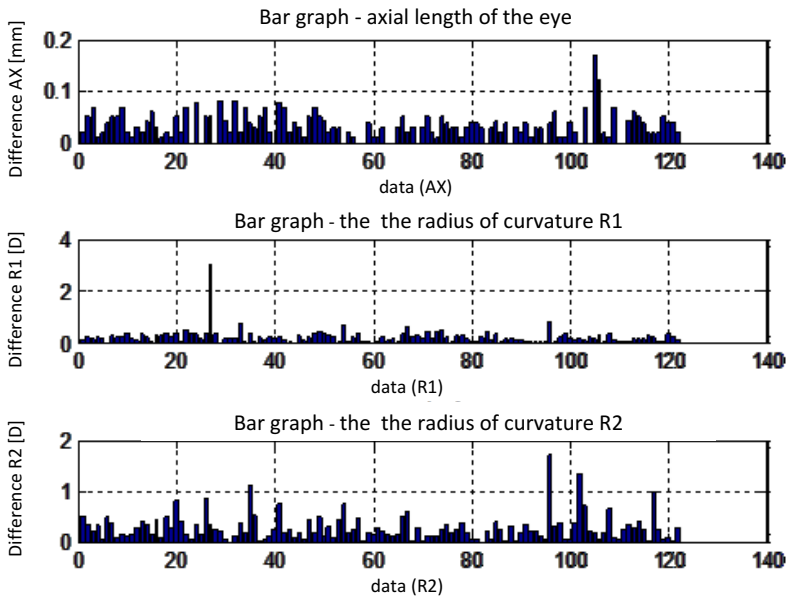 Bar graph - axial length of the eye
Difference AX [mm]
0.2
0.1
0
0 20 40 60 80 100 120 140
data (AX)
Bar graph - the the radius of curvature R1
Difference R1 [D]
4
2
0
0 20 40 60 80 100 120 140
data (R1)
Bar graph - the the radius of curvature R2
Difference R2 [D]
2
1
0
0 20 40 60 80 100 120 140
data (R2)